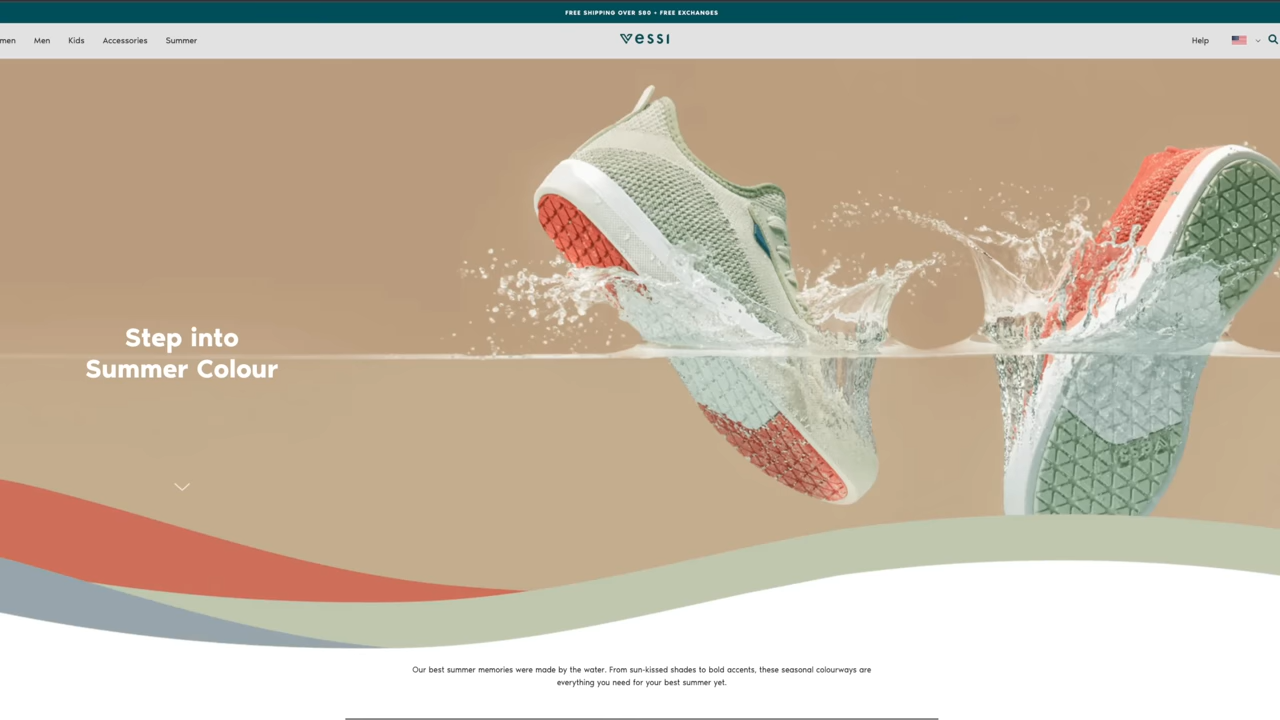 FREE SHIPPING OVER $80 + FREE EXCHANGES
men Men Kids Accessories Summer
vessi
Help
Step into
Summer Colour
Our best summer memories were made by the water. From sun-kissed shades to bold accents, these seasonal colourways are
everything you need for your best summer yet.